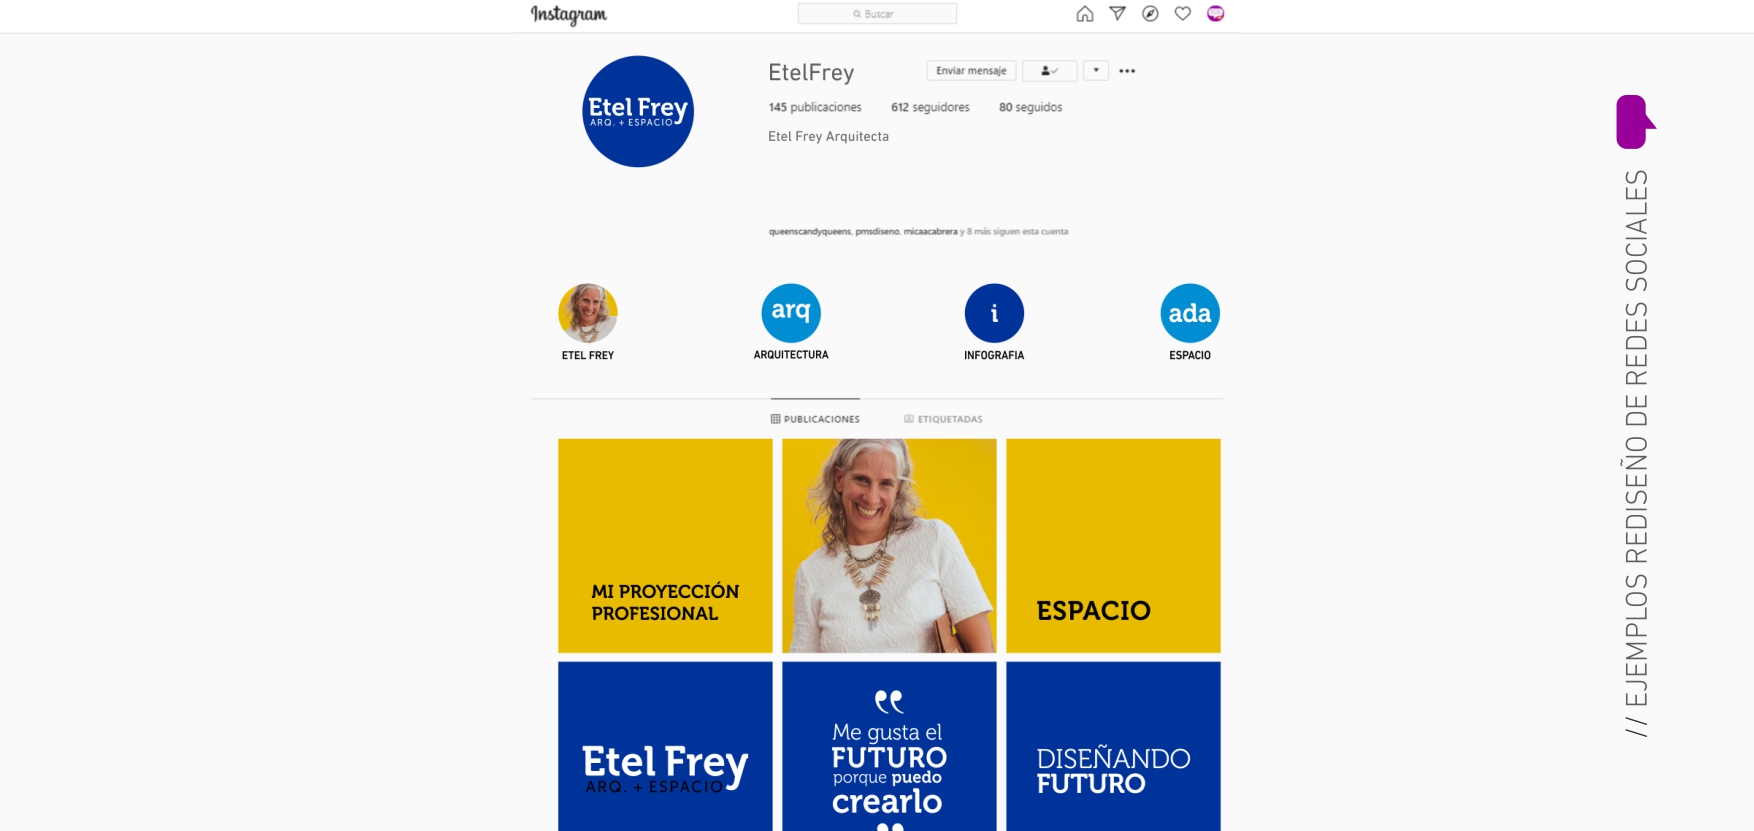 Instagram
Buscar
Etel Frey
ARQ. + ESPACIO
EtelFrey
Enviar mensaje
145 publicaciones 612 seguidores 80 seguidos
Etel Frey Arquitecta
queenscandyqueens, pmsdiseno, micaacabrera y 8 más siguen esta cuenta
arq
i
ada
ETEL FREY
ARQUITECTURA
INFOGRAFIA
ESPACIO
PUBLICACIONES
ETIQUETADAS
MI PROYECCIÓN
PROFESIONAL
ESPACIO
Etel Frey
ARQ. + ESPACIO
“
Me gusta el
FUTURO
porque puedo
crearlo
”
DISEÑANDO
FUTURO
// EJEMPLOS REDISEÑO DE REDES SOCIALES